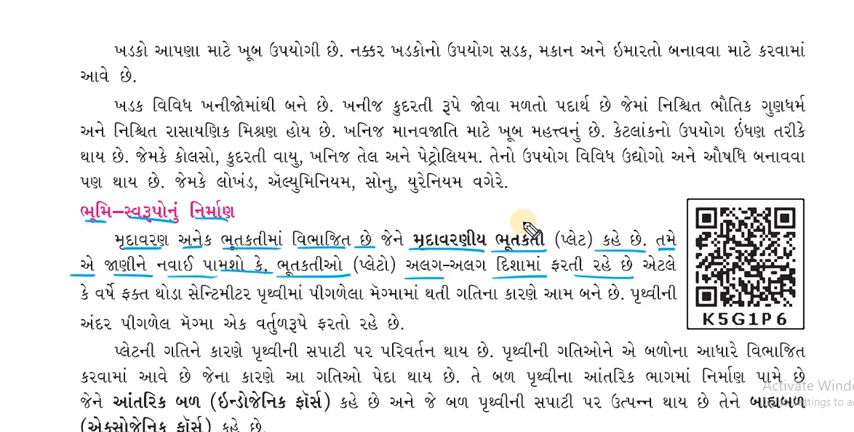 ખડકો આપણા માટે ખૂબ ઉપયોગી છે. નક્કર ખડકોનો ઉપયોગ સડક, મકાન અને ઇમારતો બનાવવા માટે કરવામાં
આવે છે.
ખડક વિવિધ ખનીજોમાંથી બને છે. ખનીજ કુદરતી રૂપે જોવા મળતો પદાર્થ છે જેમાં નિશ્ચિત ભૌતિક ગુણધર્મ
અને નિશ્ચિત રાસાયણિક મિશ્રણ હોય છે. ખનિજ માનવજાતિ માટે ખૂબ મહત્ત્વનું છે. કેટલાંકનો ઉપયોગ ઇંધણ તરીકે
થાય છે. જેમકે કોલસો, કુદરતી વાયુ, ખનિજ તેલ અને પેટ્રોલિયમ. તેનો ઉપયોગ વિવિધ ઉદ્યોગો અને ઔષધિ બનાવવા
પણ થાય છે. જેમકે લોખંડ, ઍલ્યુમિનિયમ, સોનુ, યુરેનિયમ વગેરે.
ભૂમિ–સ્વરૂપોનું નિર્માણ
મૃદાવરણ અનેક ભૂતકતીમાં વિભાજિત છે જેને મૃદાવરણીય ભૂતકતી (પ્લેટ) કહે છે. તમે
એ જાણીને નવાઈ પામશો કે, ભૂતકતીઓ (પ્લેટો) અલગ–અલગ દિશામાં ફરતી રહે છે એટલે
કે વર્ષે ફક્ત થોડા સેન્ટિમીટર પૃથ્વીમાં પીગળેલા મૅગ્મામાં થતી ગતિના કારણે આમ બને છે. પૃથ્વીની
અંદર પીગળેલ મૅગ્મા એક વર્તુળરૂપે ફરતો રહે છે.
K5G1P6
પ્લેટની ગતિને કારણે પૃથ્વીની સપાટી પર પરિવર્તન થાય છે. પૃથ્વીની ગતિઓને એ બળોના આધારે વિભાજિત
કરવામાં આવે છે જેના કારણે આ ગતિઓ પેદા થાય છે. તે બળ પૃથ્વીના આંતરિક ભાગમાં નિર્માણ પામે છે
જેને આંતરિક બળ (ઇન્ડોજેનિક ફૉર્સ) કહે છે અને જે બળ પૃથ્વીની સપાટી પર ઉત્પન્ન થાય છે તેને બાહ્યબળ
(એક્સોજેનિક ફૉર્સ) કહે છે.
Activate Wind